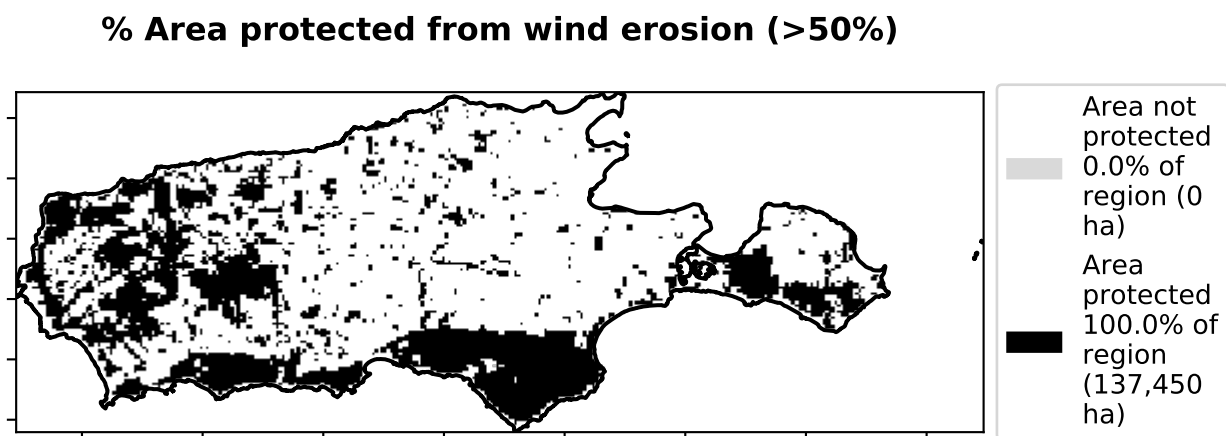 % Area protected from wind erosion (>50%)
Area not
protected
0.0% of
region (0
ha)
Area
protected
100.0% of
region
(137,450
ha)